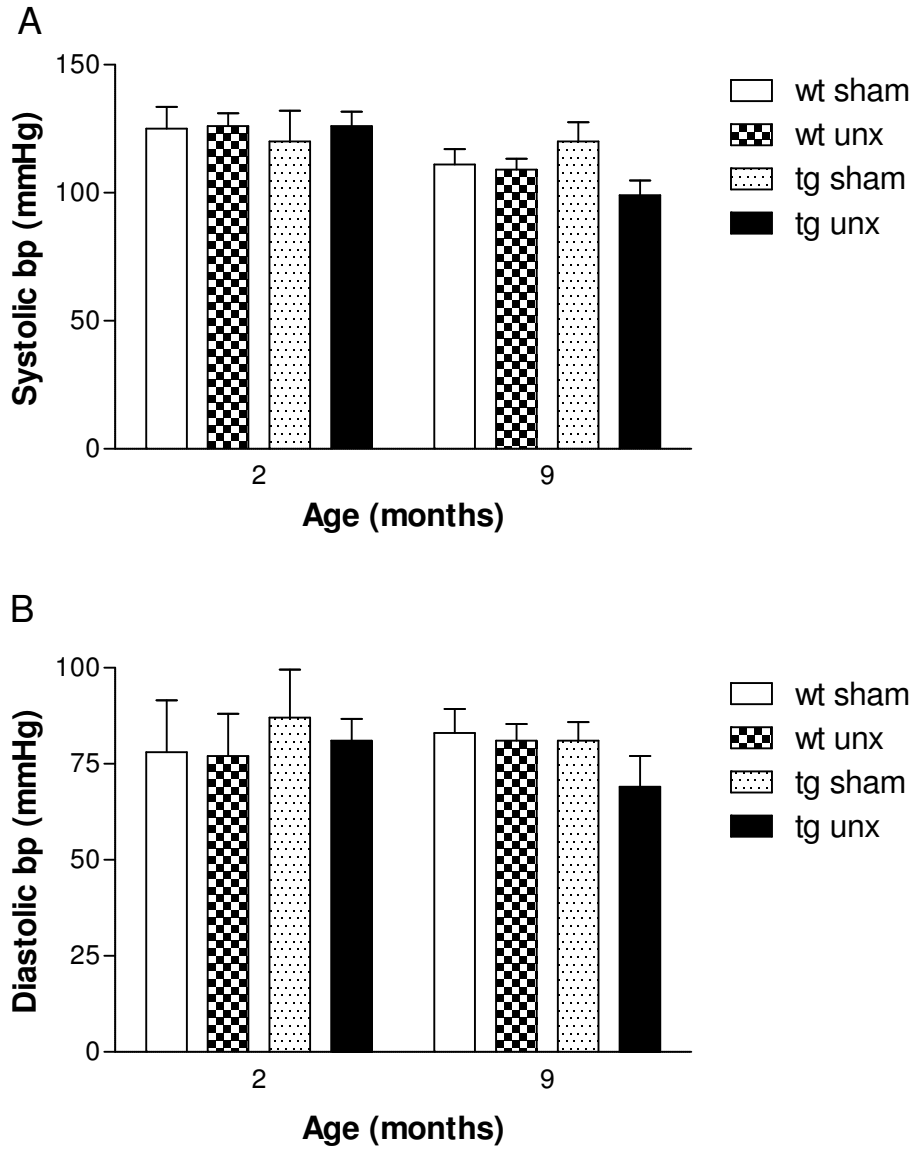 A
Systolic bp (mmHg)
150
100
50
0
2
9
Age (months)
wt sham
wt unx
tg sham
tg unx
B
Diastolic bp (mmHg)
100
75
50
25
0
2
9
Age (months)
wt sham
wt unx
tg sham
tg unx